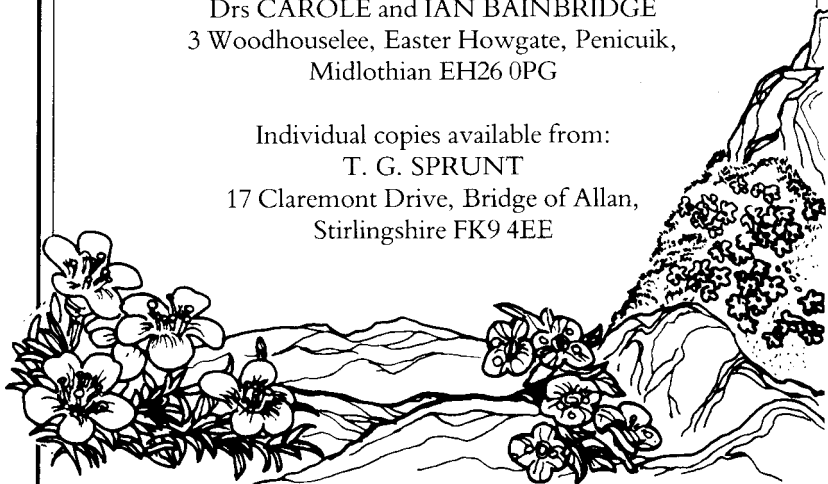 Drs CAROLE and IAN BAINBRIDGE
3 Woodhouselee, Easter Howgate, Penicuik,
Midlothian EH26 0PG
Individual copies available from:
T. G. SPRUNT
17 Claremont Drive, Bridge of Allan,
Stirlingshire FK9 4EE